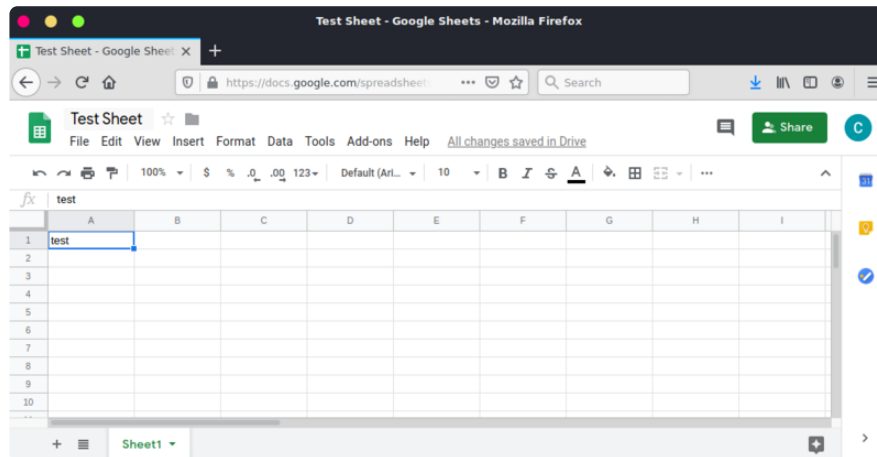 Test Sheet - Google Sheets - Mozilla Firefox
Test Sheet - Google Sheet
https://docs.google.com/spreadsheet
Search
Test Sheet
File Edit View Insert Format Data Tools Add-ons Help All changes saved in Drive
Share
C
100% $ % .0 .00 123 Default (Ari... 10 B I S A
31
fx test
A B C D E F G H I
1 test
2
3
4
5
6
7
8
9
10
Sheet1